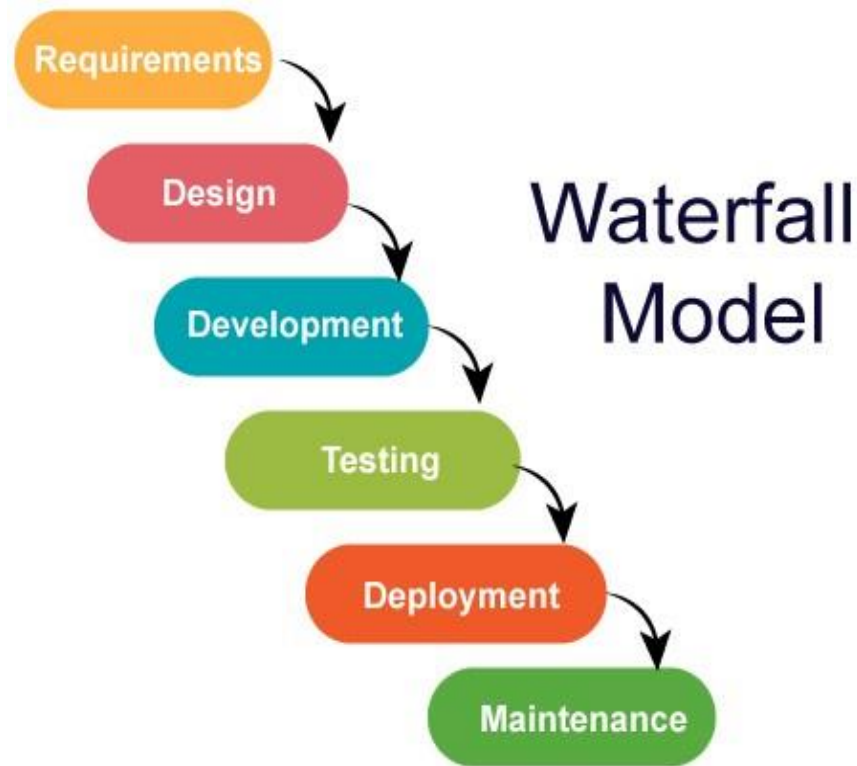 Requirements
Design
Waterfall
Model
Development
Testing
Deployment
Maintenance